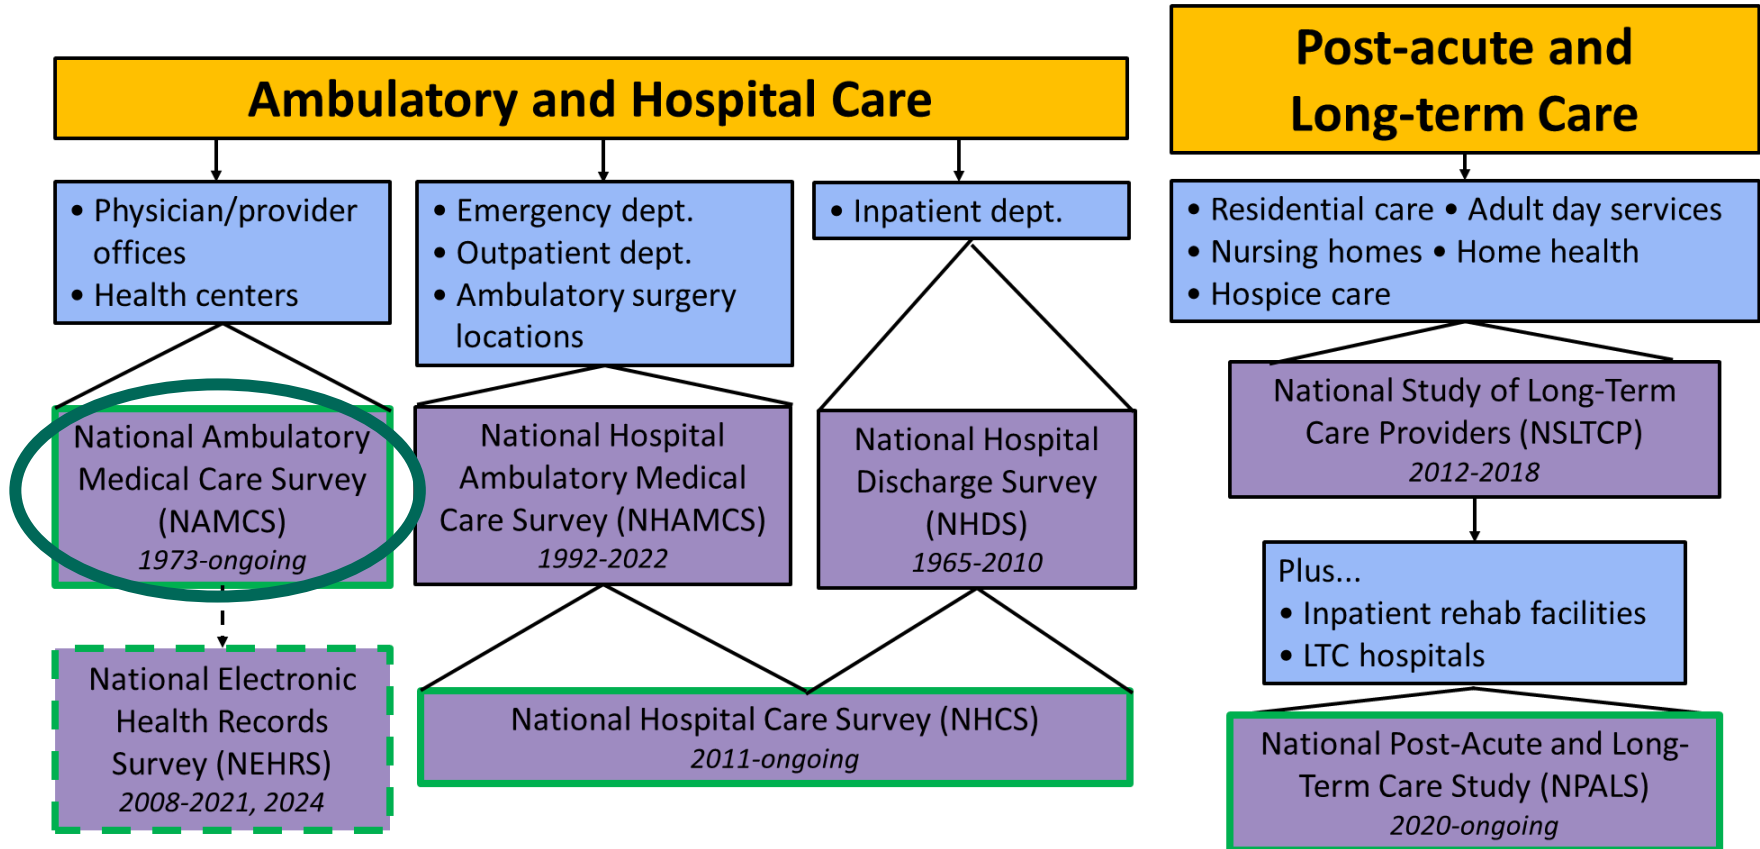 Ambulatory and Hospital Care
• Physician/provider
offices
• Health centers
• Emergency dept.
• Outpatient dept.
• Ambulatory surgery
locations
• Inpatient dept.
National Ambulatory
Medical Care Survey
(NAMCS)
1973-ongoing
National Hospital
Ambulatory Medical
Care Survey (NHAMCS)
1992-2022
National Hospital
Discharge Survey
(NHDS)
1965-2010
National Electronic
Health Records
Survey (NEHRS)
2008-2021, 2024
National Hospital Care Survey (NHCS)
2011-ongoing
Post-acute and
Long-term Care
• Residential care • Adult day services
• Nursing homes • Home health
• Hospice care
National Study of Long-Term
Care Providers (NSLTCP)
2012-2018
Plus...
• Inpatient rehab facilities
• LTC hospitals
National Post-Acute and Long-
Term Care Study (NPALS)
2020-ongoing